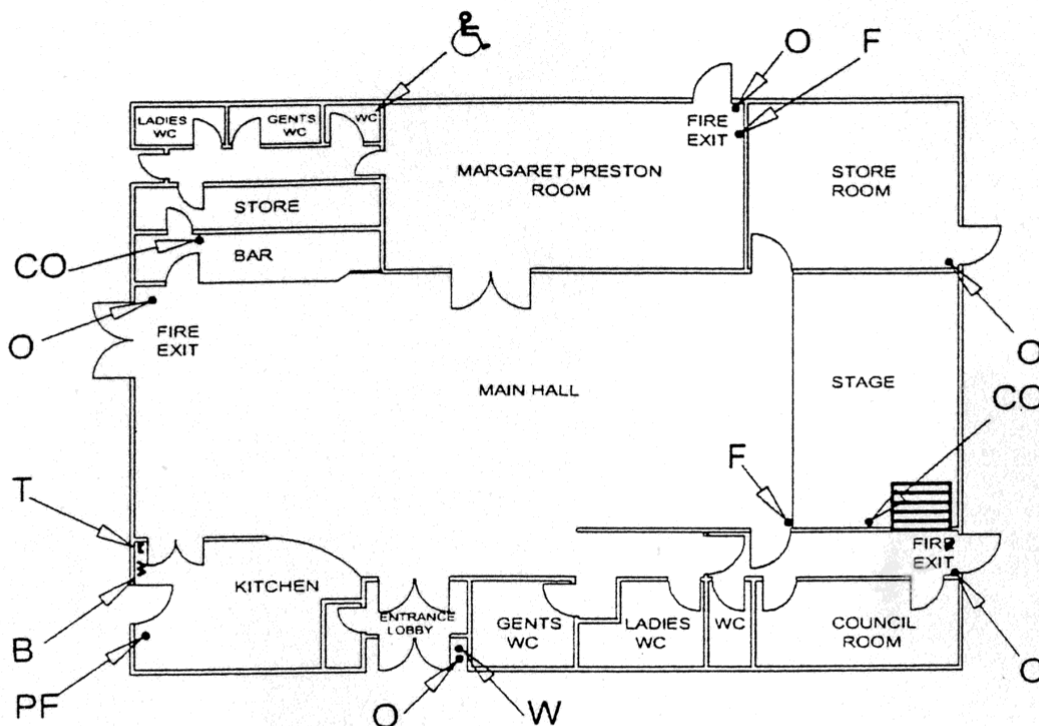 O
F
LADIES
WC
GENTS
WC
WC
FIRE
EXIT
MARGARET PRESTON
ROOM
STORE
ROOM
STORE
CO
BAR
O
FIRE
EXIT
O
MAIN HALL
STAGE
CO
F
T
FIRE
EXIT
KITCHEN
B
ENTRANCE
LOBBY
GENTS
WC
LADIES
WC
WC
COUNCIL
ROOM
PF
O
W
O